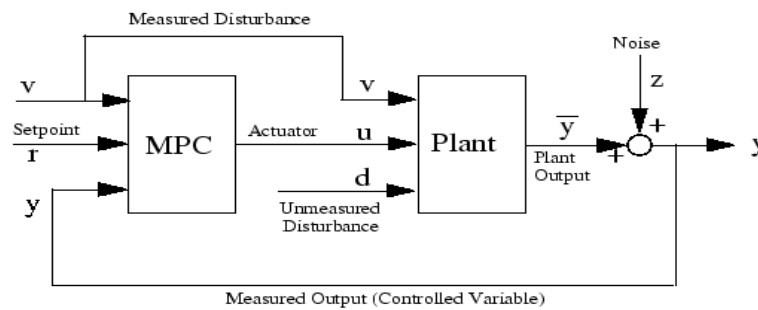 Measured Disturbance
Noise
v
v
z
Setpoint
r
MPC
Actuator
u
Plant
y
+
+
Plant
Output
y
y
d
Unmeasured
Disturbance
Measured Output (Controlled Variable)